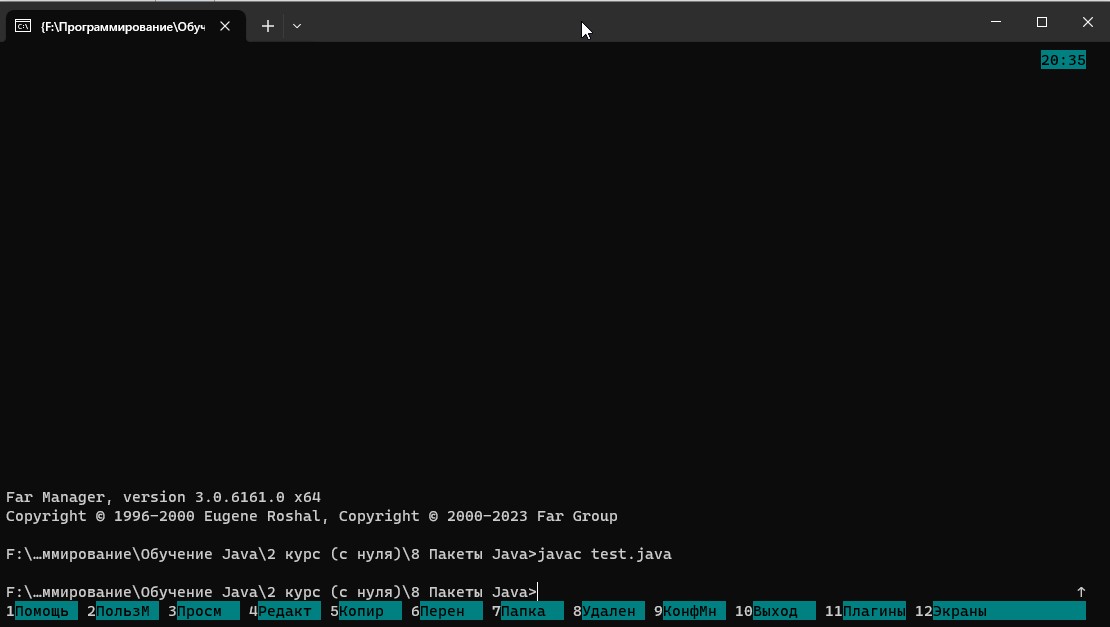 {F:\Программирование\Обуч
20:35
Far Manager, version 3.0.6161.0 x64
Copyright © 1996-2000 Eugene Roshal, Copyright © 2000-2023 Far Group
F:\…ммирование\Обучение Java\2 курс (с нуля)\8 Пакеты Java>javac test.java
F:\…ммирование\Обучение Java\2 курс (с нуля)\8 Пакеты Java>
1Помощь 2ПользМ 3Просм 4Редакт 5Копир 6Перен 7Папка 8Удален 9КонфМн 10Выход 11Плагины 12Экраны